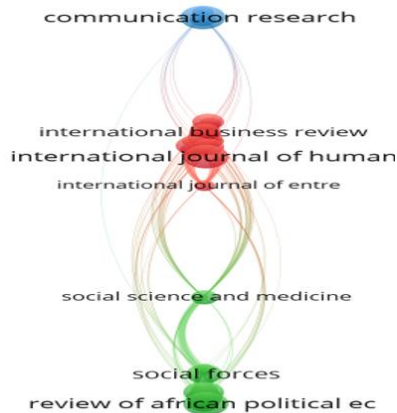 communication research
international business review
international journal of human
international journal of entre
social science and medicine
social forces
review of african political ec